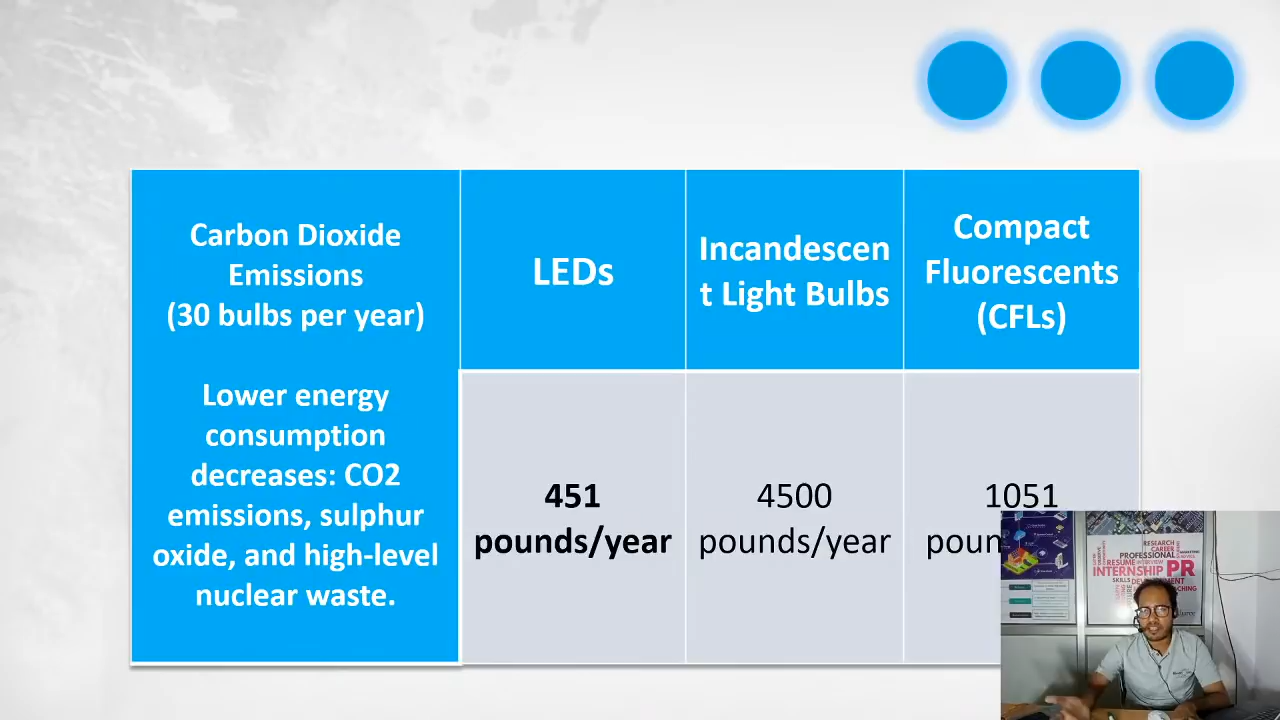 Carbon Dioxide
Emissions
(30 bulbs per year)
Lower energy
consumption
decreases: CO2
emissions, sulphur
oxide, and high-level
nuclear waste.
LEDs
Incandescen
t Light Bulbs
Compact
Fluorescents
(CFLs)
451
pounds/year
4500
pounds/year
1051
poun
RESEARCH
CAREER
PROFESSIONAL
RESUME
INTERNSHIP PR
SKILLS